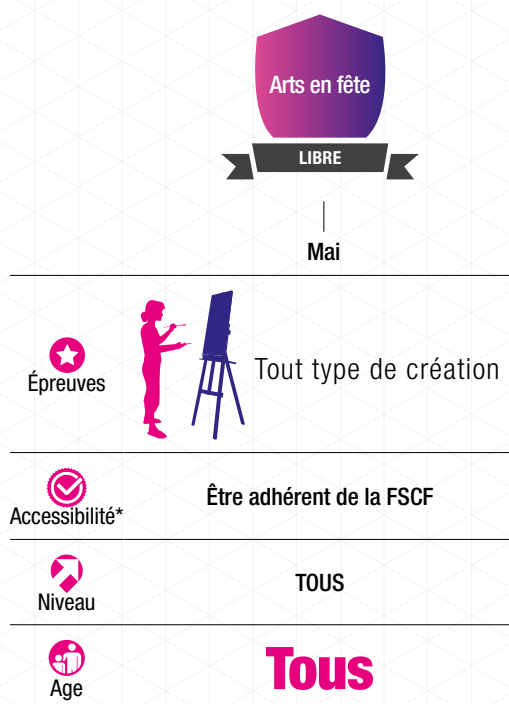 Arts en fête
LIBRE
Mai
Épreuves
Tout type de création
Accessibilité*
Être adhérent de la FSCF
Niveau
TOUS
Age
Tous